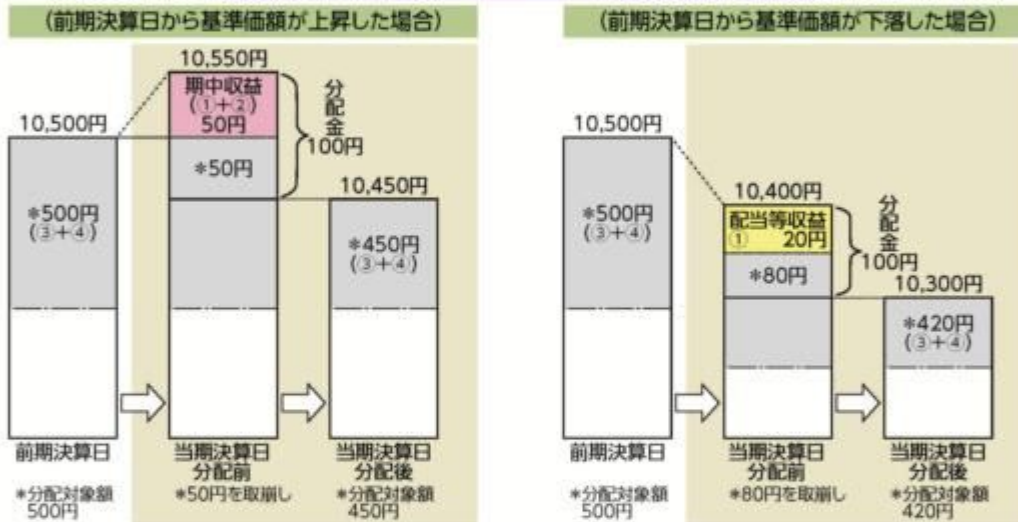 (前期決算日から基準価額が上昇した場合)
10,550円
期中収益
(①+②)
50円
分配金
100円
10,500円
*50円
10,450円
*500円
(③+④)
*450円
(③+④)
前期決算日
当期決算日
分配前
当期決算日
分配後
*分配対象額
500円
*50円を取崩し
*分配対象額
450円
(前期決算日から基準価額が下落した場合)
10,500円
10,400円
配当等収益
① 20円
分配金
100円
*80円
10,300円
*500円
(③+④)
*420円
(③+④)
前期決算日
当期決算日
分配前
当期決算日
分配後
*分配対象額
500円
*80円を取崩し
*分配対象額
420円